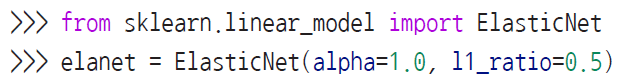 >>> from sklearn.linear_model import ElasticNet
>>> elanet = ElasticNet(alpha=1.0, l1_ratio=0.5)